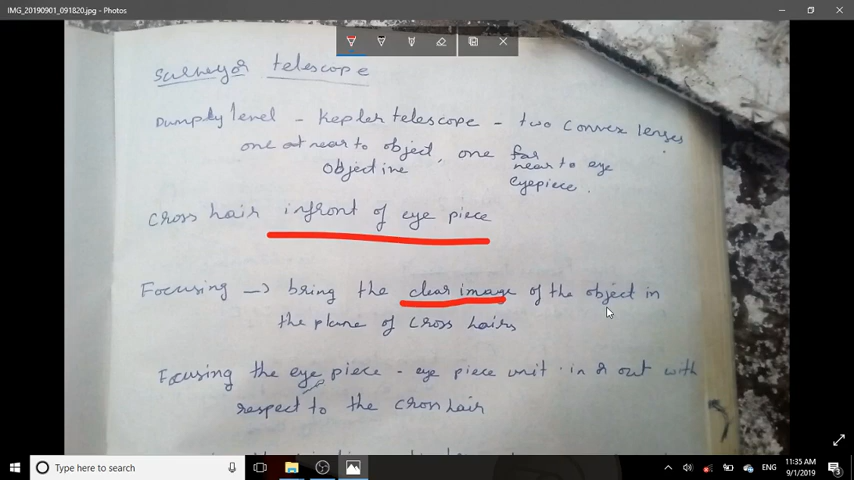 IMG_20190901_091820.jpg - Photos
Surveyor telescope
Dumply level - Kepler telescope - two convex lenses
one near to object, one far
near to eye
objective
eyepiece.
Cross hair infront of eye piece
Focusing -> bring the clear image of the object in
the plane of cross hairs
Focusing the eye piece - eye piece unit in & out with
respect to the cross hair
Type here to search
ENG
11:35 AM
9/1/2019
3